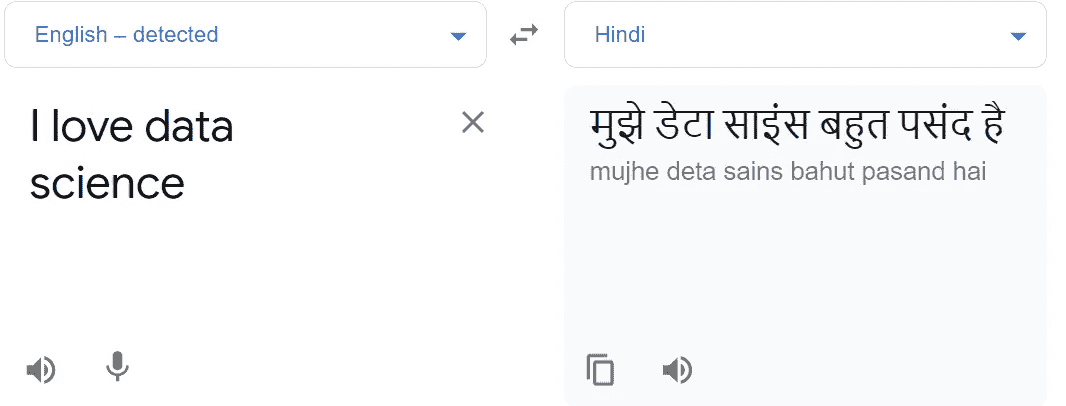 English – detected
Hindi
I love data
science
मुझे डेटा साइंस बहुत पसंद है
mujhe deta sains bahut pasand hai